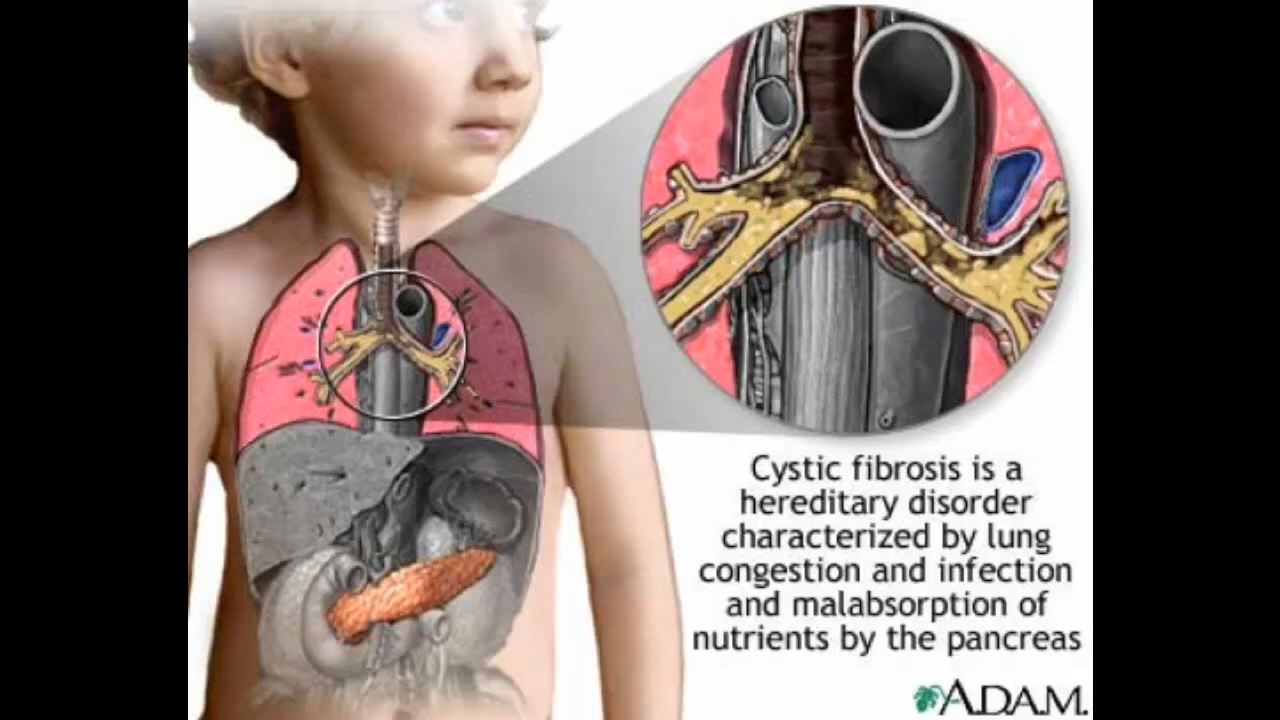 Cystic fibrosis is a
hereditary disorder
characterized by lung
congestion and infection
and malabsorption of
nutrients by the pancreas
A.D.A.M.